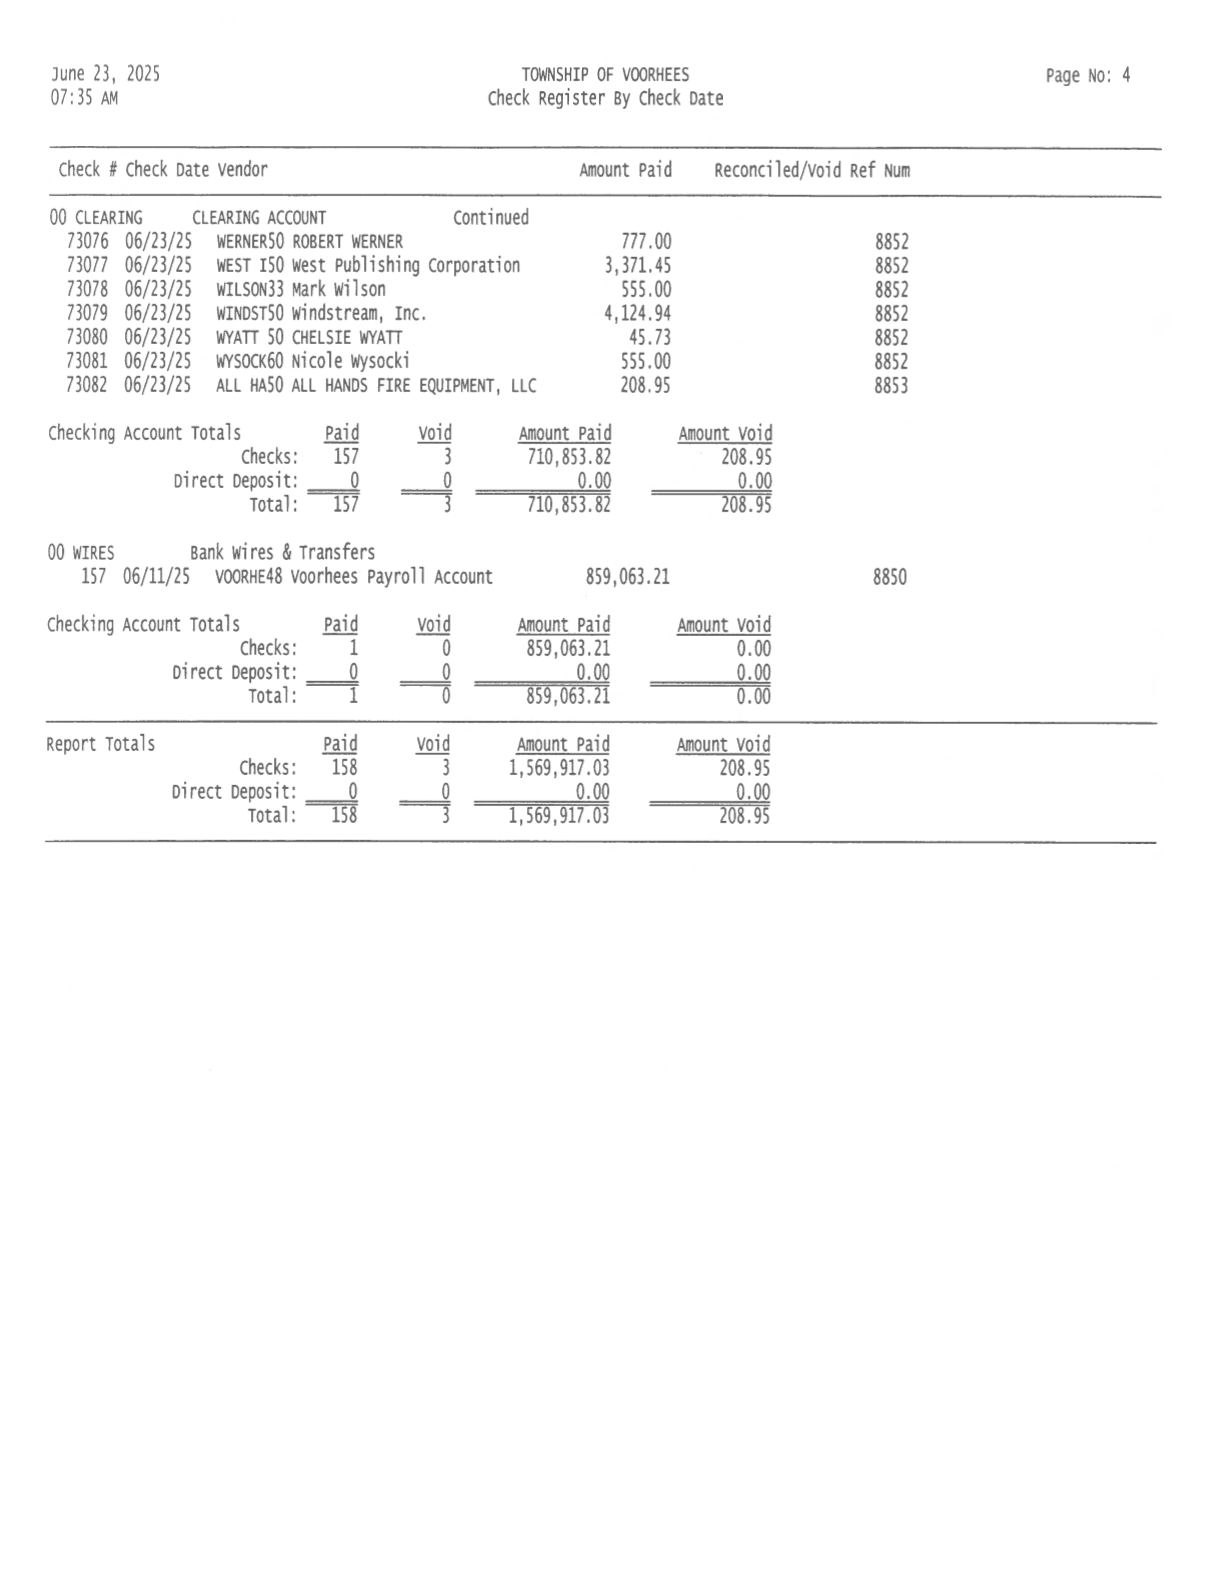 June 23, 2025 TOWNSHIP OF VOORHEES Page No: 4
07:35 AM Check Register By Check Date
Check # Check Date Vendor Amount Paid Reconciled/Void Ref Num
00 CLEARING CLEARING ACCOUNT Continued
73076 06/23/25 WERNER50 ROBERT WERNER 777.00 8852
73077 06/23/25 WEST I50 West Publishing Corporation 3,371.45 8852
73078 06/23/25 WILSON33 Mark Wilson 555.00 8852
73079 06/23/25 WINDST50 Windstream, Inc. 4,124.94 8852
73080 06/23/25 WYATT 50 CHELSIE WYATT 45.73 8852
73081 06/23/25 WYSOCK60 Nicole Wysocki 555.00 8852
73082 06/23/25 ALL HA50 ALL HANDS FIRE EQUIPMENT, LLC 208.95 8853
Checking Account Totals Paid Void Amount Paid Amount Void
Checks: 157 3 710,853.82 208.95
Direct Deposit: 0 0 0.00 0.00
Total: 157 3 710,853.82 208.95
00 WIRES Bank Wires & Transfers
157 06/11/25 VOORHE48 Voorhees Payroll Account 859,063.21 8850
Checking Account Totals Paid Void Amount Paid Amount Void
Checks: 1 0 859,063.21 0.00
Direct Deposit: 0 0 0.00 0.00
Total: 1 0 859,063.21 0.00
Report Totals Paid Void Amount Paid Amount Void
Checks: 158 3 1,569,917.03 208.95
Direct Deposit: 0 0 0.00 0.00
Total: 158 3 1,569,917.03 208.95